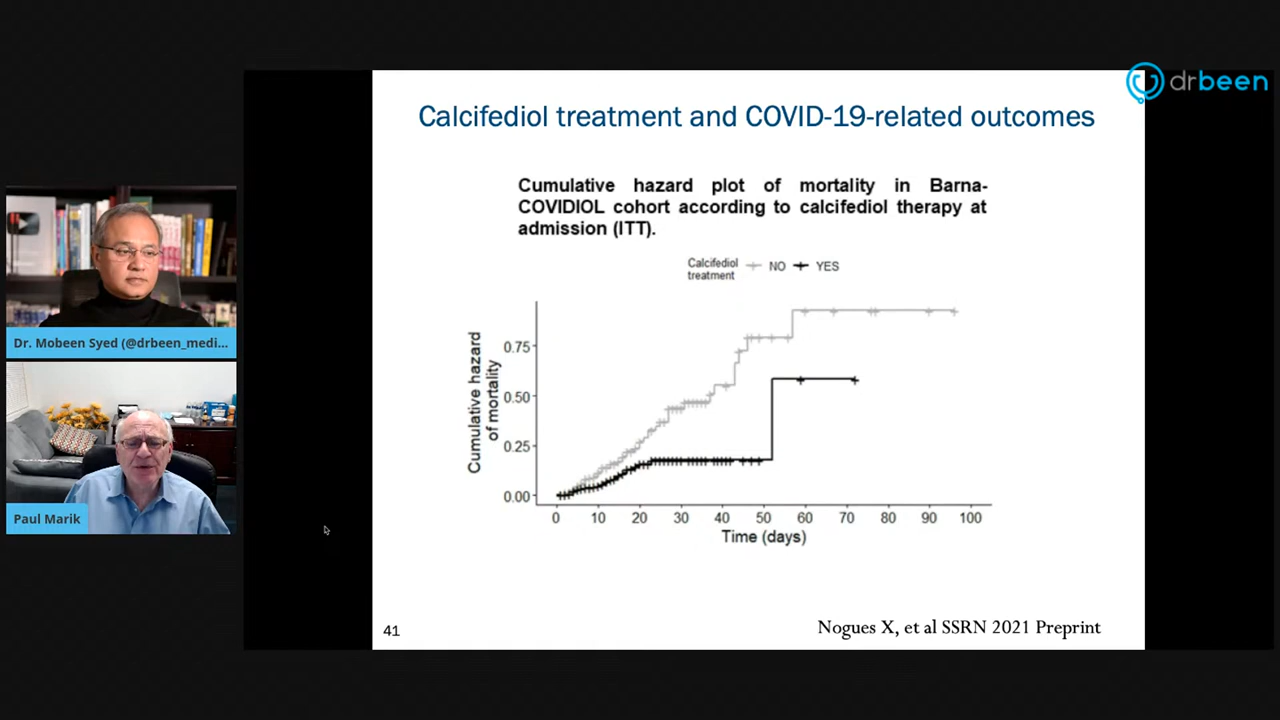 drbeen
Calcifediol treatment and COVID-19-related outcomes
Cumulative hazard plot of mortality in Barna-
COVIDIOL cohort according to calcifediol therapy at
admission (ITT).
Calcifediol
treatment
NO
YES
Cumulative hazard
of mortality
0.75
0.50
0.25
0.00
0 10 20 30 40 50 60 70 80 90 100
Time (days)
41
Nogues X, et al SSRN 2021 Preprint
Dr. Mobeen Syed (@drbeen_medi...
Paul Marik